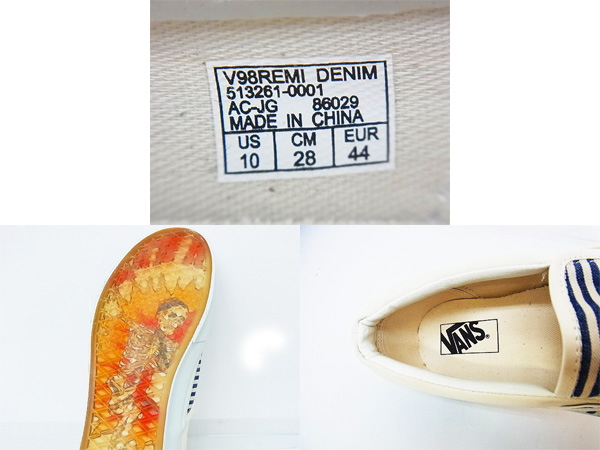 V98REMI DENIM
513261-0001
AC-JG 86029
MADE IN CHINA
US CM EUR
10 28 44
VANS